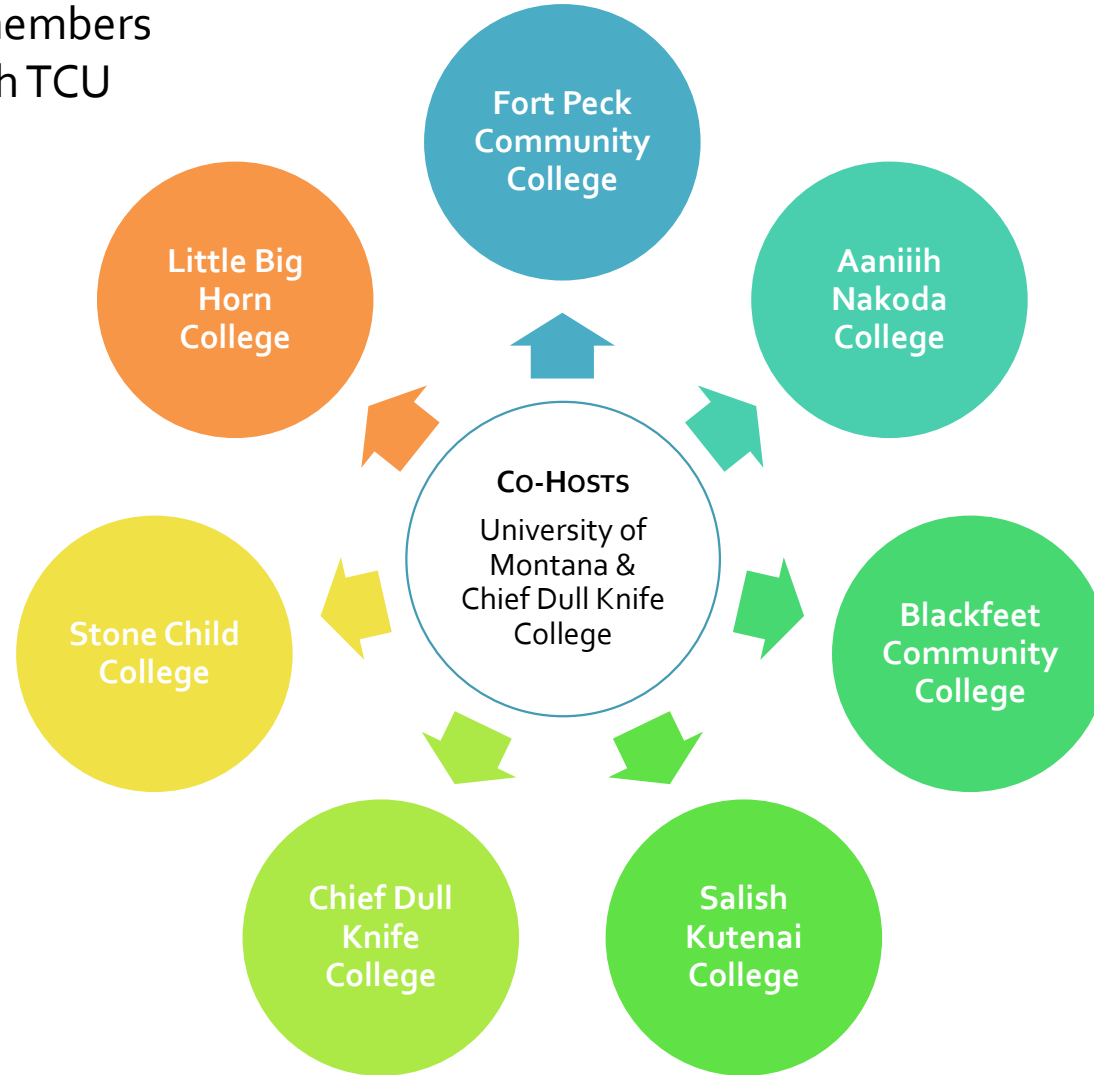 TCU
Fort Peck
Community
College
Aaniiih
Nakoda
College
Blackfeet
Community
College
Salish
Kutenai
College
Chief Dull
Knife
College
Stone Child
College
Little Big
Horn
College
Co-Hosts
University of
Montana &
Chief Dull Knife
College